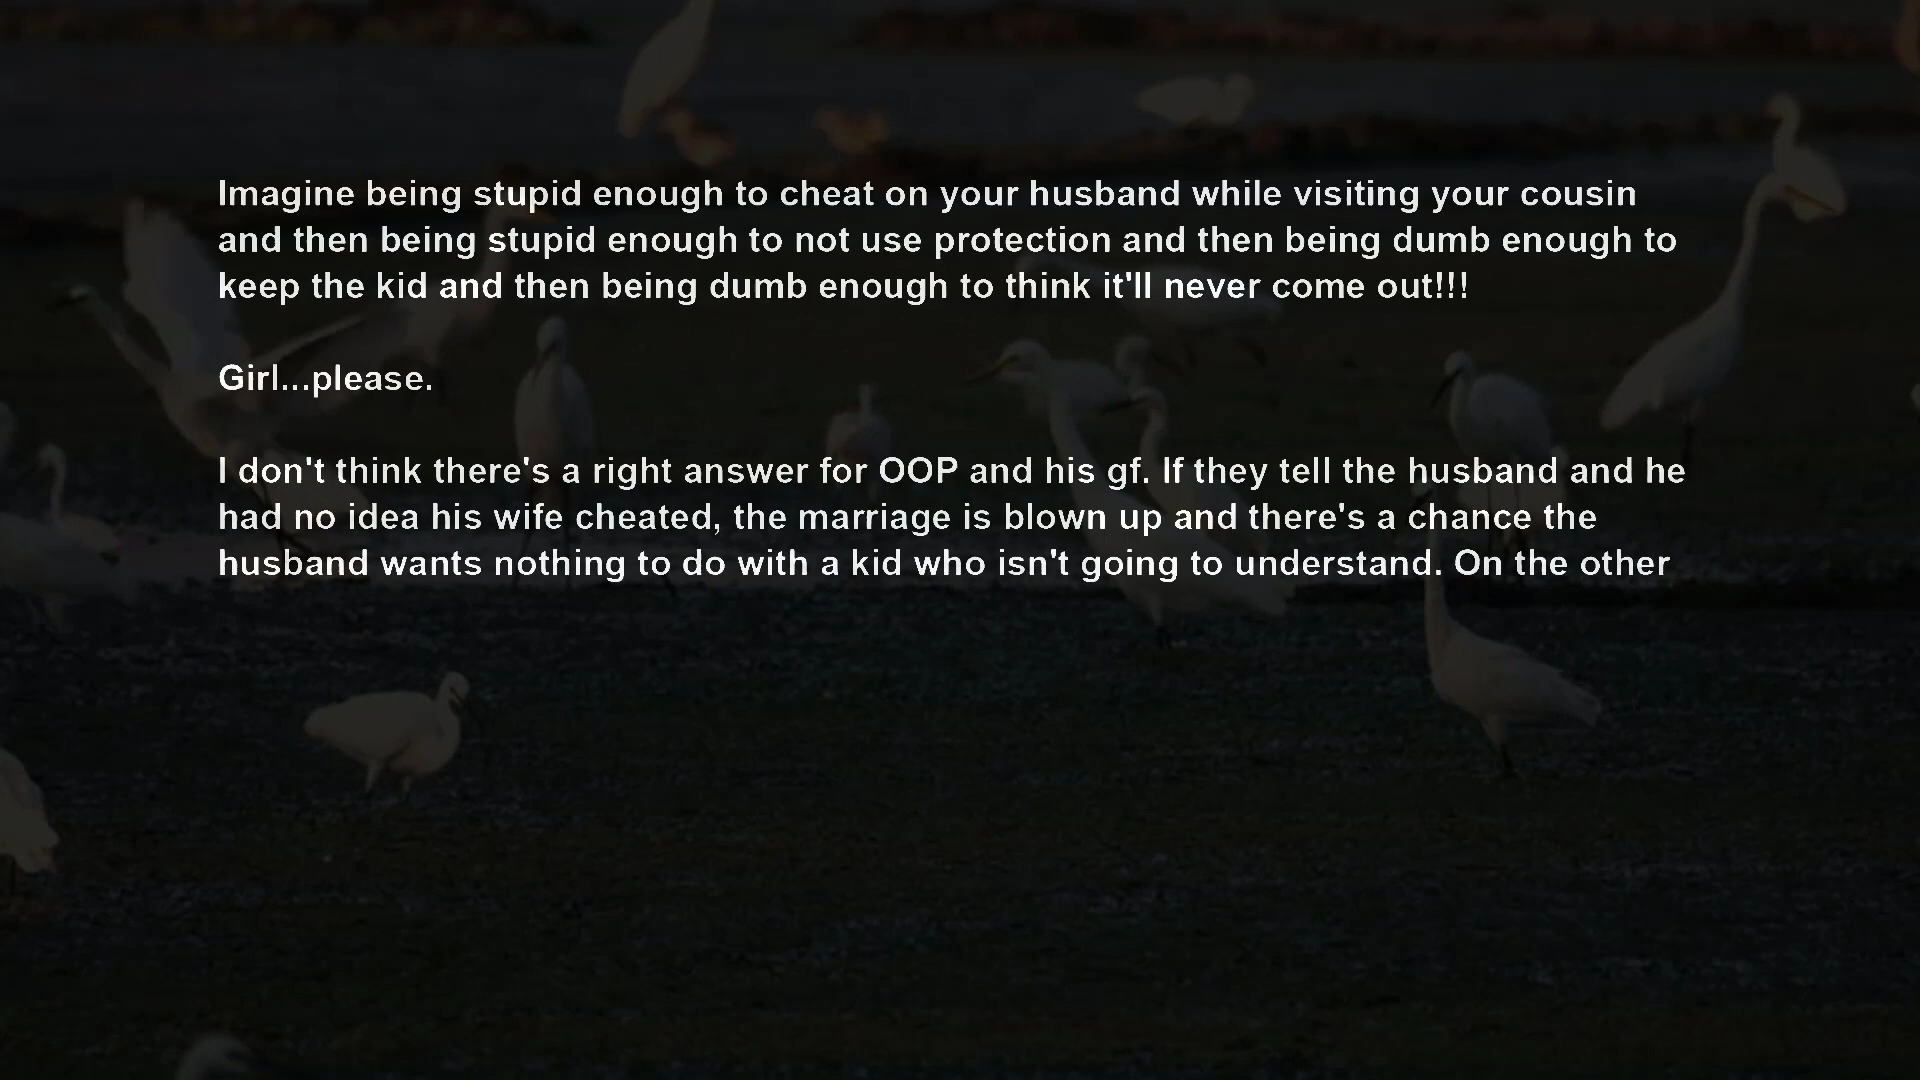 Imagine being stupid enough to cheat on your husband while visiting your cousin
and then being stupid enough to not use protection and then being dumb enough to
keep the kid and then being dumb enough to think it'll never come out!!!
Girl...please.
I don't think there's a right answer for OOP and his gf. If they tell the husband and he
had no idea his wife cheated, the marriage is blown up and there's a chance the
husband wants nothing to do with a kid who isn't going to understand. On the other